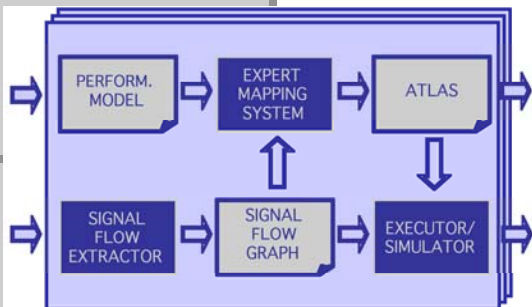 PERFORM.
MODEL
EXPERT
MAPPING
SYSTEM
ATLAS
SIGNAL
FLOW
EXTRACTOR
SIGNAL
FLOW
GRAPH
EXECUTOR/
SIMULATOR